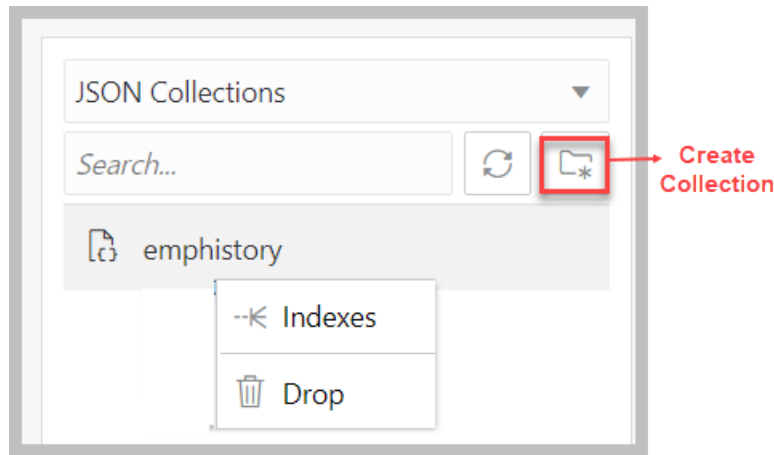 JSON Collections
Search...
Create
Collection
emphistory
Indexes
Drop